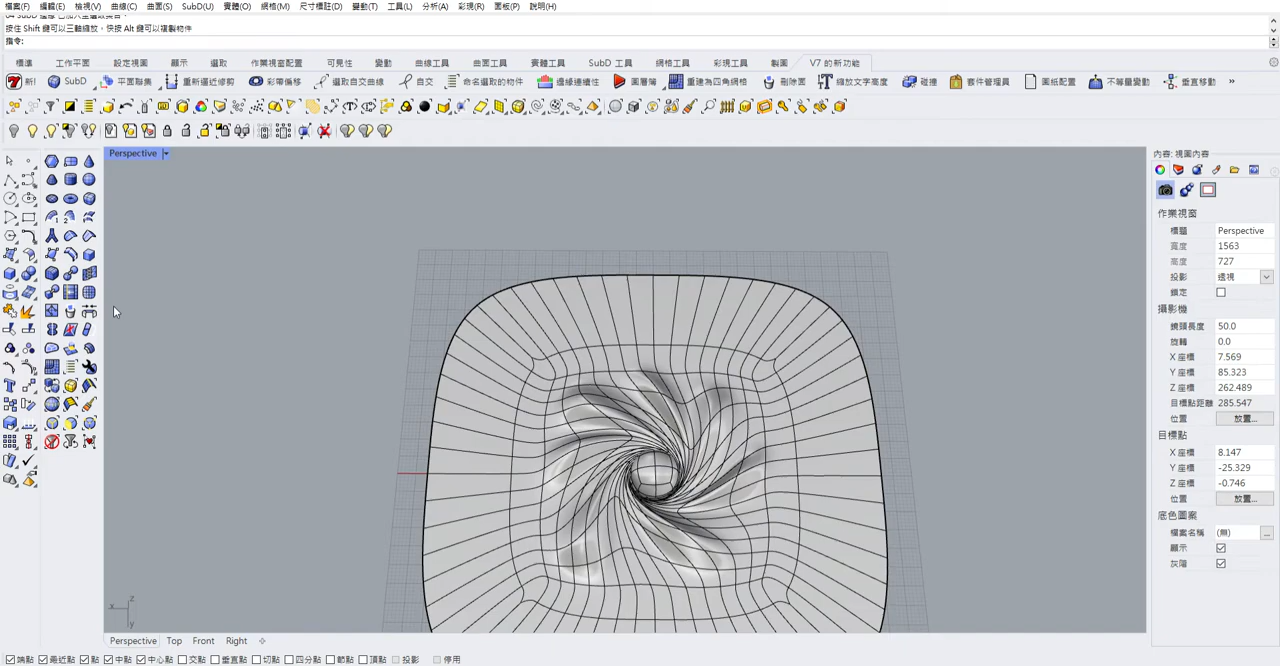 檔案(F) 編輯(E) 檢視(V) 曲線(C) 曲面(S) SubD(U) 實體(O) 網格(M) 尺寸標註(D) 變動(T) 工具(L) 分析(A) 彩現(R) 面板(P) 說明(H)
按住 Shift 鍵可以三軸縮放，快按 Alt 鍵可以複製物件
指令:
標準 工作平面 設定視圖 顯示 選取 作業視窗配置 可見性 變動 曲線工具 曲面工具 實體工具 SubD 工具 網格工具 彩現工具 製圖 V7 的新功能
新! SubD 平面聯集 重新逼近修剪 彩帶偏移 選取自交曲線 自交 命名選取的物件 邊緣連續性 圖層簿 重建為四角網格 刪除面 縮放文字高度 碰撞 套件管理員 圖紙配置 不等量變動 垂直移動 »
Perspective
內容: 視圖內容
作業視窗
標題 Perspective
寬度 1563
高度 727
投影 透視
鎖定
攝影機
鏡頭長度 50.0
旋轉 0.0
X 座標 7.569
Y 座標 85.323
Z 座標 262.489
目標點距離 285.547
位置 放置...
目標點
X 座標 8.147
Y 座標 -25.329
Z 座標 -0.746
位置 放置...
底色圖案
檔案名稱 (無) ...
顯示
灰階
z
x
y
Perspective Top Front Right
端點 最近點 點 中點 中心點 交點 垂直點 切點 四分點 節點 頂點 投影 停用